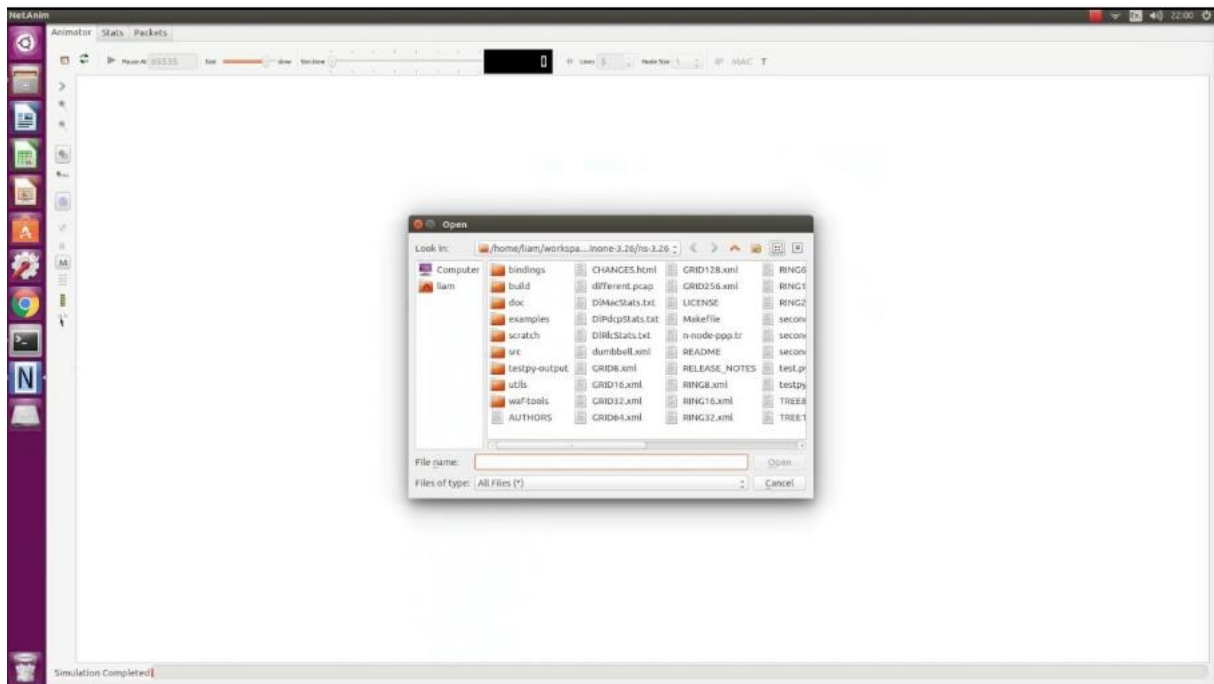 NetAnim
22:00
Animator Stats Packets
Pause At 65535 fast slow Sim time 0 Lines 5 Node Size 1 IP MAC T
M
Open
Look in: /home/liam/workspa...inone-3.26/ns-3.26
Computer
liam
bindings CHANGES.html GRID128.xml
build different.pcap GRID256.xml
doc DlMacStats.txt LICENSE
examples DlPdcpStats.txt Makefile
scratch DlRlcStats.txt n-node-ppp.tr
src dumbbell.xml README
testpy-output GRID8.xml RELEASE_NOTES
utils GRID16.xml RING8.xml
waf-tools GRID32.xml RING16.xml
AUTHORS GRID64.xml RING32.xml
File name: Open
Files of type: All Files (*) Cancel
Simulation Completed